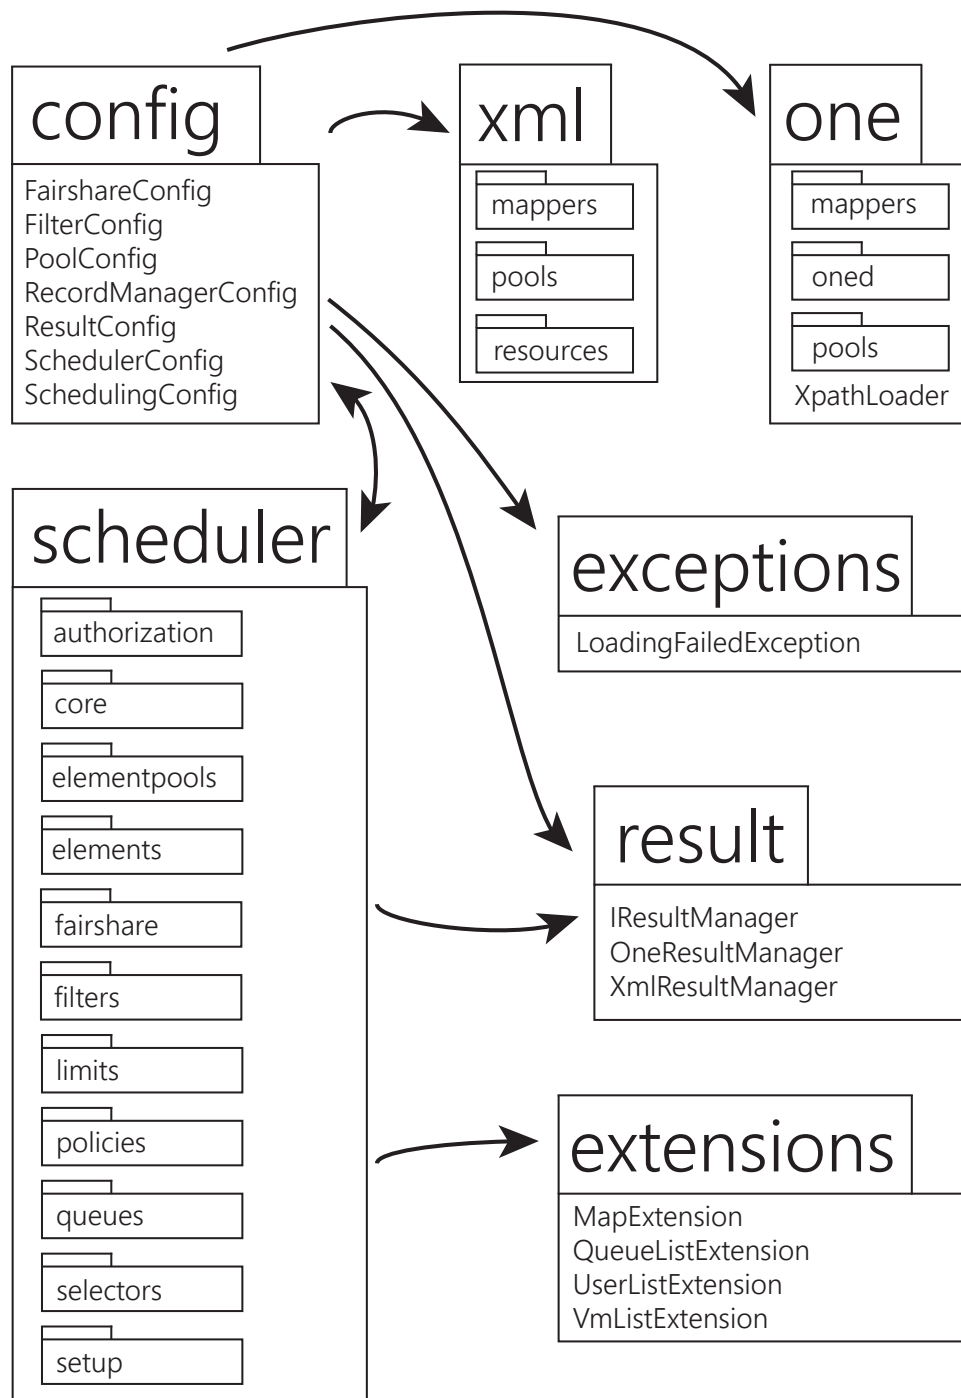 config
FairshareConfig
FilterConfig
PoolConfig
RecordManagerConfig
ResultConfig
SchedulerConfig
SchedulingConfig
xml
mappers
pools
resources
one
mappers
oned
pools
XpathLoader
scheduler
authorization
core
elementpools
elements
fairshare
filters
limits
policies
queues
selectors
setup
exceptions
LoadingFailedException
result
IResultManager
OneResultManager
XmlResultManager
extensions
MapExtension
QueueListExtension
UserListExtension
VmListExtension